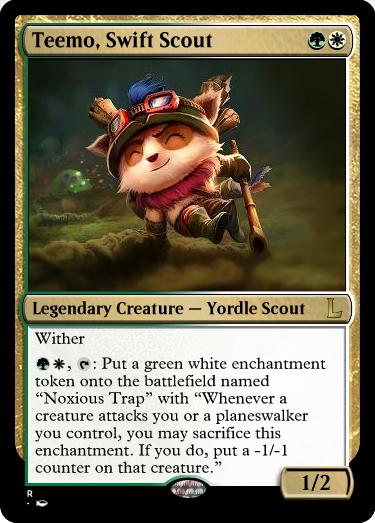 Teemo, Swift Scout
Legendary Creature — Yordle Scout
L
Wither
, : Put a green white enchantment
token onto the battlefield named
“Noxious Trap” with “Whenever a
creature attacks you or a planeswalker
you control, you may sacrifice this
enchantment. If you do, put a -1/-1
counter on that creature.”
1/2
R